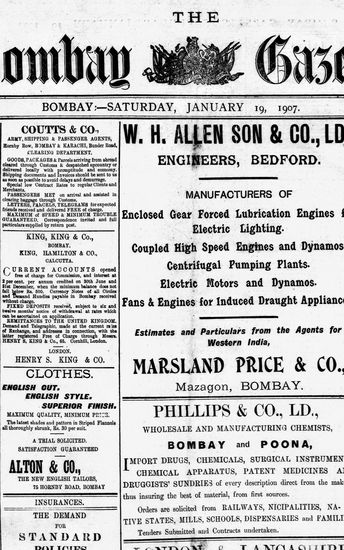 THE
Bombay Gaze
BOMBAY:—SATURDAY, JANUARY 19, 1907.
COUTTS & CO.
ARMY, SHIPPING & PASSENGER AGENTS,
Hornby Row, BOMBAY & KARACHI, Bunder Road,
CLEARING DEPARTMENT.
GOODS, PACKAGES & Parcels arriving from abroad
cleared through Customs & despatched upcountry or
delivered locally with promptitude and economy.
Shipping documents and Invoices should be sent to us
as soon as possible to avoid delays and demurrage.
Special low Contract Rates to regular Clients and
Merchants.
PASSENGERS MET on arrival and assisted in
clearing baggage through Customs.
LETTERS, PARCELS, TELEGRAMS for expected
friends received and delivered FREE of charge.
MAXIMUM of SPEED & MINIMUM TROUBLE
GUARANTEED. Correspondence invited and full
particulars supplied by return post.
KING, KING & Co.,
BOMBAY.
KING, HAMILTON & CO.,
CALCUTTA.
CURRENT ACCOUNTS opened
free of charge for Commission, and interest at
2 per cent. per annum credited on 30th June and
31st December, when the minimum balance does not
fall below Rs. 500. Currency Notes of all Circles
and Demand Hundies payable in Bombay received
without charge.
FIXED DEPOSITS received, subject to six and
twelve months' notice of withdrawal at rates which
can be ascertained on application.
REMITTANCES TO THE UNITED KINGDOM,
Demand and Telegraphic, made at the current rates
of Exchange, and addresses in connection, with the
latter registered Free of Charge through Messrs.
HENRY S. KING & Co., 65, Cornhill, London.
LONDON.
HENRY S. KING & CO.
CLOTHES.
ENGLISH CUT.
ENGLISH STYLE.
SUPERIOR FINISH.
MAXIMUM QUALITY, MINIMUM PRICE.
The latest shades and pattern in Striped Flannels
all thoroughly shrunk, Rs. 30 per suit.
A TRIAL SOLICITED.
SATISFACTION GUARANTEED
ALTON & CO.,
THE NEW ENGLISH TAILORS,
75 HORNBY ROAD, BOMBAY
INSURANCES.
THE DEMAND
FOR
STANDARD
POLICIES
W. H. ALLEN SON & CO., LD
ENGINEERS, BEDFORD.
MANUFACTURERS OF
Enclosed Gear Forced Lubrication Engines f
Electric Lighting.
Coupled High Speed Engines and Dynamos
Centrifugal Pumping Plants.
Electric Motors and Dynamos.
Fans & Engines for Induced Draught Applianc
Estimates and Particulars from the Agents for
Western India,
MARSLAND PRICE & CO.,
Mazagon, BOMBAY.
PHILLIPS & CO., LD.,
WHOLESALE AND MANUFACTURING CHEMISTS,
BOMBAY and POONA,
IMPORT DRUGS, CHEMICALS, SURGICAL INSTRUMEN
CHEMICAL APPARATUS, PATENT MEDICINES A
DRUGGISTS' SUNDRIES of every description direct from the mak
thus insuring the best of material, from first sources.
Orders are solicited from RAILWAYS, NICIPALITIES, NA-
TIVE STATES, MILLS, SCHOOLS, DISPENSARIES and FAMILI
Tenders Submitted and Contracts undertaken.
LONDON & LANCASHIRE